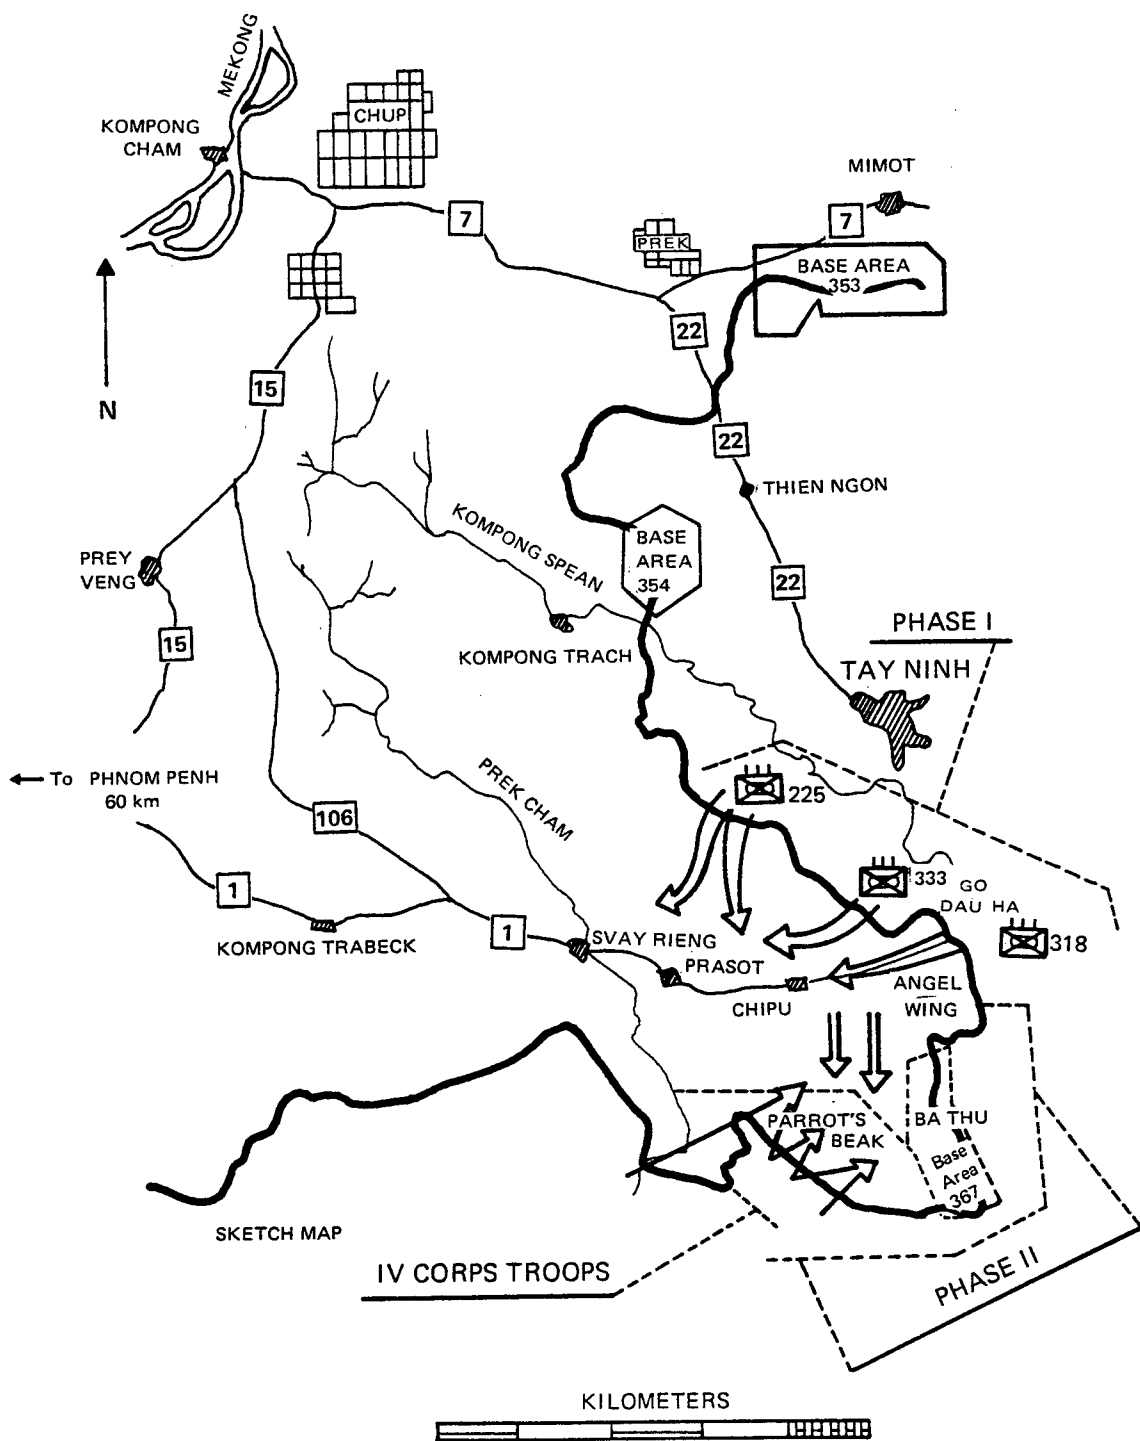 MEKONG
KOMPONG
CHAM
CHUP
MIMOT
7
7
PREK
BASE AREA
353
22
N
15
22
THIEN NGON
KOMPONG SPEAN
BASE
AREA
354
PREY
VENG
22
15
KOMPONG TRACH
PHASE I
TAY NINH
To PHNOM PENH
60 km
PREK CHAM
225
106
333
1
GO
DAU HA
KOMPONG TRABECK
1
SVAY RIENG
318
PRASOT
CHIPU
ANGEL
WING
PARROT'S
BEAK
BA THU
Base
Area
367
SKETCH MAP
IV CORPS TROOPS
PHASE II
KILOMETERS